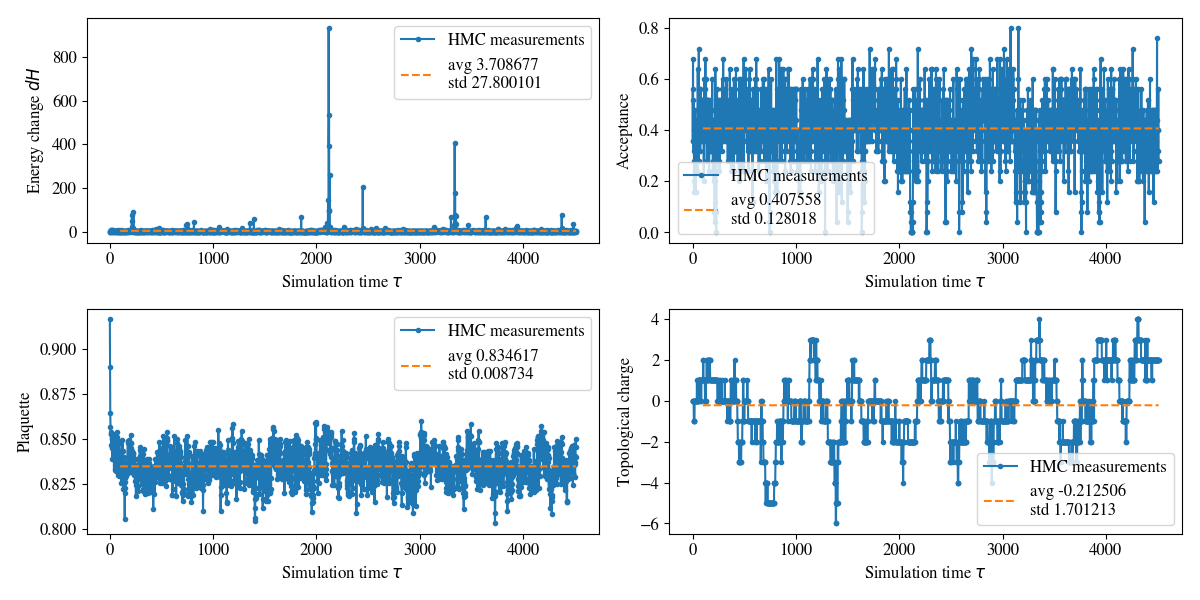 Energy change dH
800
600
400
200
0
0
1000
2000
3000
4000
Simulation time τ
HMC measurements
avg 3.708677
std 27.800101
Acceptance
0.8
0.6
0.4
0.2
0.0
0
1000
2000
3000
4000
Simulation time τ
HMC measurements
avg 0.407558
std 0.128018
Plaquette
0.900
0.875
0.850
0.825
0.800
0
1000
2000
3000
4000
Simulation time τ
HMC measurements
avg 0.834617
std 0.008734
Topological charge
4
2
0
−2
−4
−6
0
1000
2000
3000
4000
Simulation time τ
HMC measurements
avg -0.212506
std 1.701213